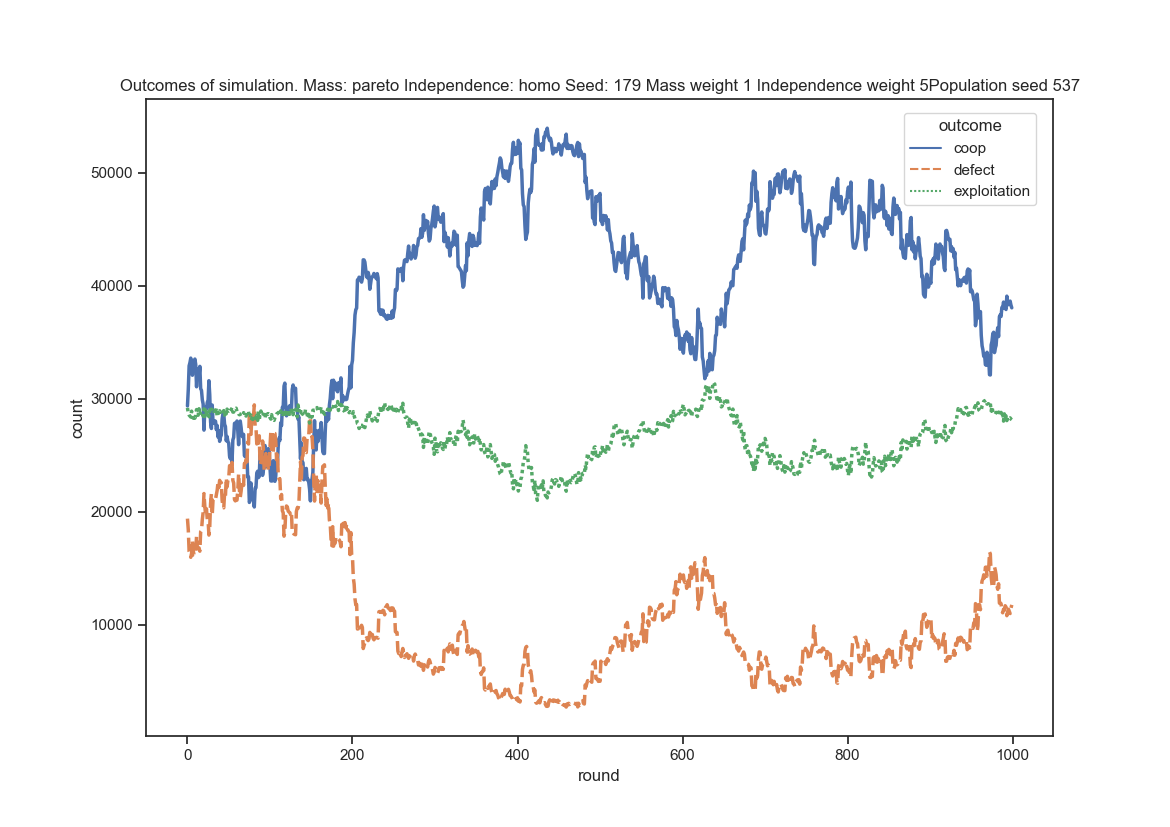 Outcomes of simulation. Mass: pareto Independence: homo Seed: 179 Mass weight 1 Independence weight 5Population seed 537
outcome
coop
defect
exploitation
count
50000
40000
30000
20000
10000
0 200 400 600 800 1000
round